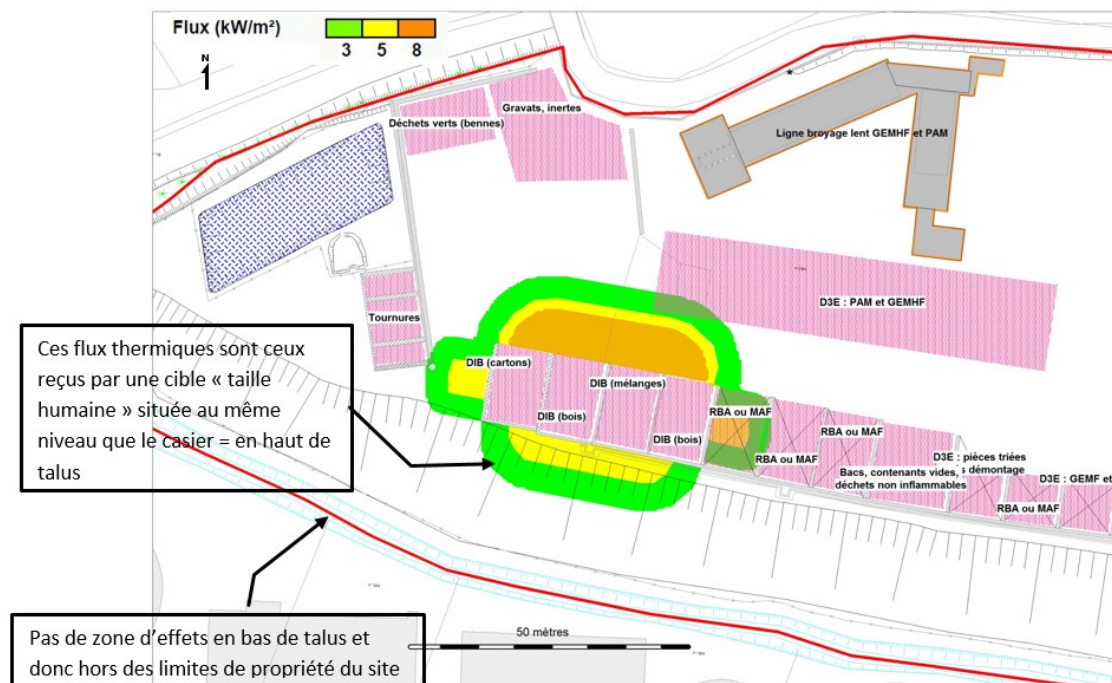 Flux (kW/m²)
3 5 8
N
Déchets verts (bennes)
Gravats, inertes
Ligne broyage lent GEMHF et PAM
D3E : PAM et GEMHF
Tournures
Ces flux thermiques sont ceux
reçus par une cible « taille
humaine » située au même
niveau que le casier = en haut de
talus
DIB (cartons)
DIB (mélanges)
DIB (bois)
DIB (bois)
RBA ou MAF
RBA ou MAF
RBA ou MAF
D3E : pièces triées
démontage
Bacs, contenants vides,
déchets non inflammables
D3E : GEMF et
RBA ou MAF
Pas de zone d’effets en bas de talus et
donc hors des limites de propriété du site
50 mètres